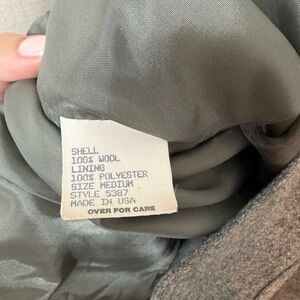 SHELL
100% WOOL
LINING
100% POLYESTER
SIZE MEDIUM
STYLE 5387
MADE IN USA
OVER FOR CARE